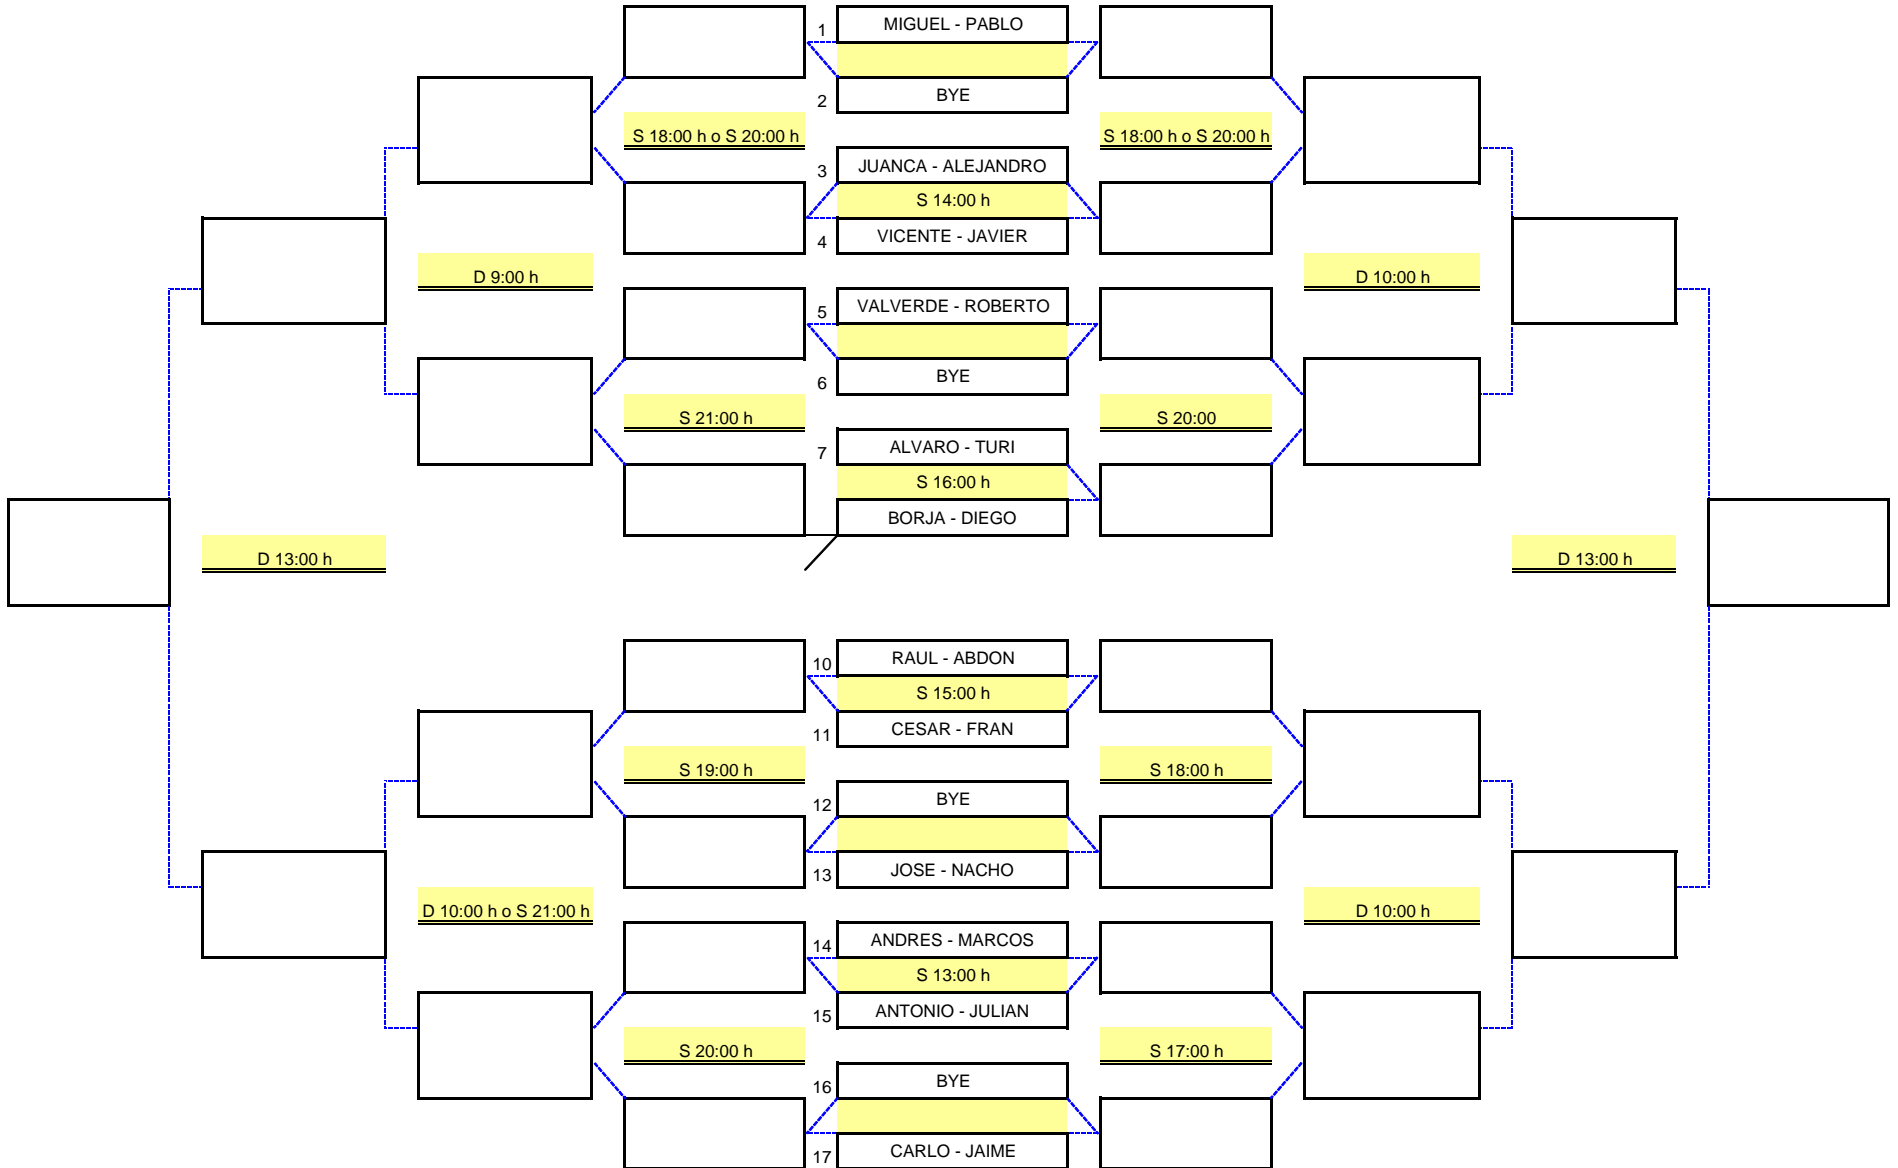 1 MIGUEL - PABLO
2 BYE
S 18:00 h o S 20:00 h S 18:00 h o S 20:00 h
3 JUANCA - ALEJANDRO
S 14:00 h
4 VICENTE - JAVIER
D 9:00 h D 10:00 h
5 VALVERDE - ROBERTO
6 BYE
S 21:00 h S 20:00
7 ALVARO - TURI
S 16:00 h
BORJA - DIEGO
D 13:00 h D 13:00 h
10 RAUL - ABDON
S 15:00 h
11 CESAR - FRAN
S 19:00 h S 18:00 h
12 BYE
13 JOSE - NACHO
D 10:00 h o S 21:00 h D 10:00 h
14 ANDRES - MARCOS
S 13:00 h
15 ANTONIO - JULIAN
S 20:00 h S 17:00 h
16 BYE
17 CARLO - JAIME